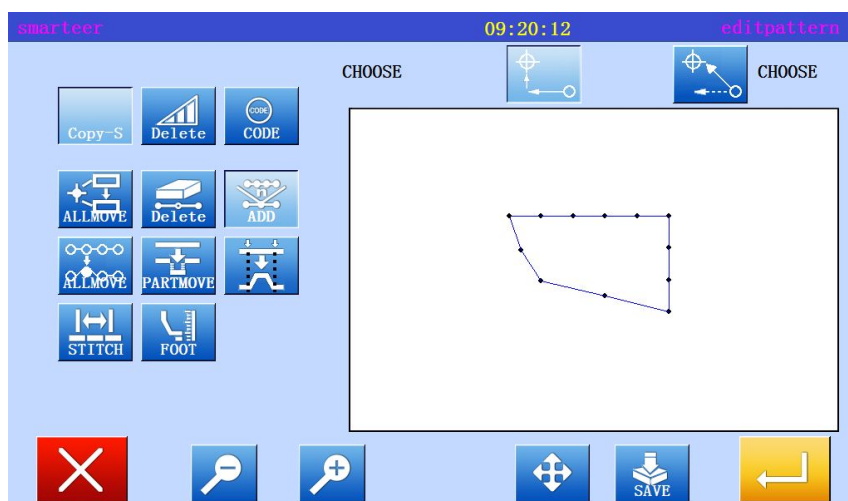 smarteer 09:20:12 editpattern
CHOOSE CHOOSE
Copy-S Delete CODE CODE
ALLMOVE Delete n ADD
ALLMOVE PARTMOVE
STITCH FOOT
SAVE